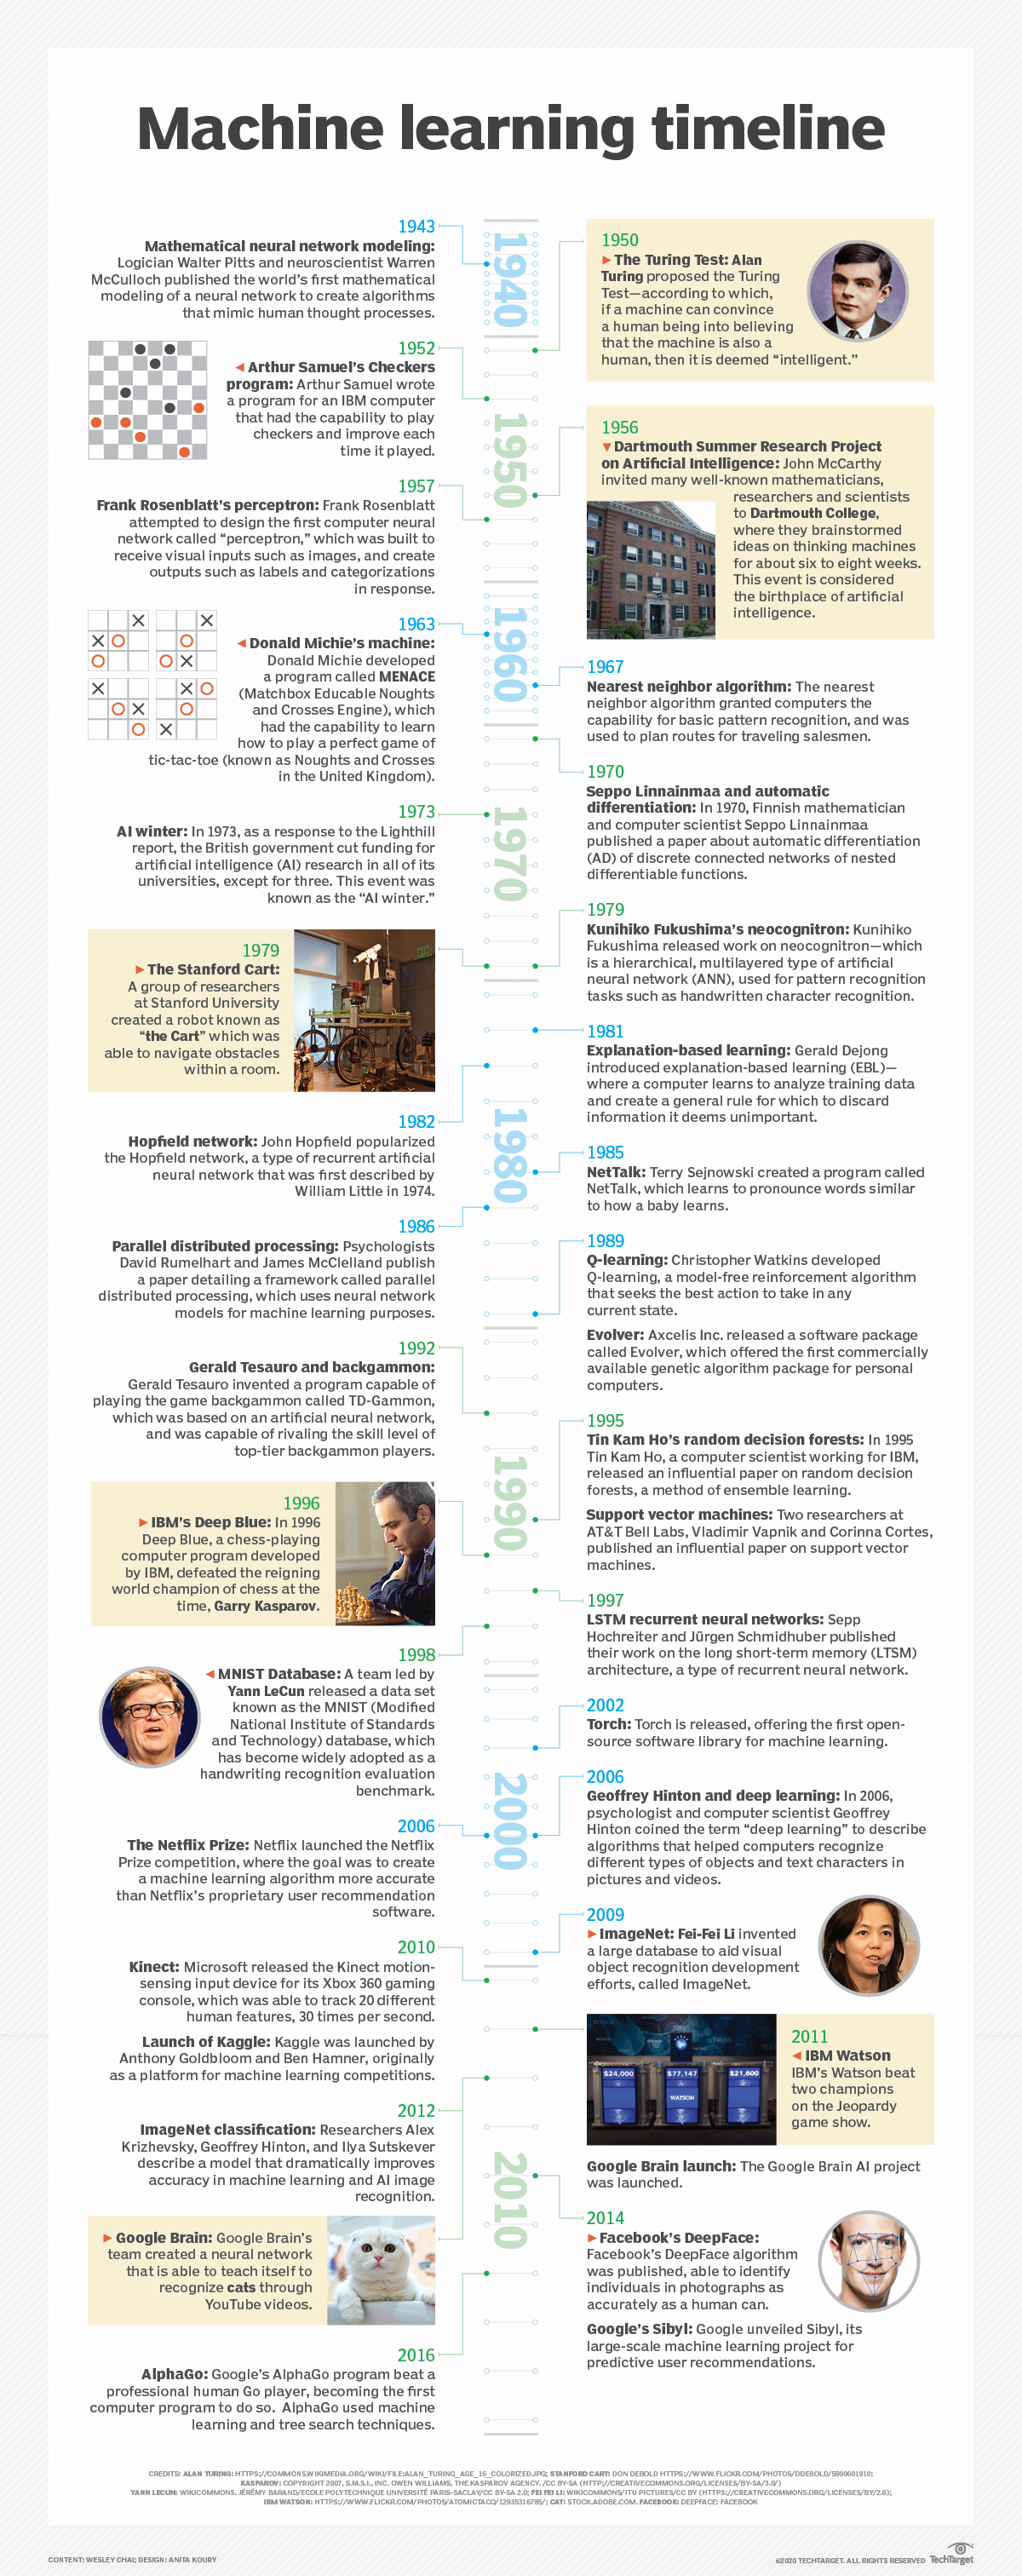 Machine learning timeline
1943
Mathematical neural network modeling:
Logician Walter Pitts and neuroscientist Warren
McCulloch published the world's first mathematical
modeling of a neural network to create algorithms
that mimic human thought processes.
1940
1950
▶ The Turing Test: Alan
Turing proposed the Turing
Test—according to which,
if a machine can convince
a human being into believing
that the machine is also a
human, then it is deemed “intelligent.”
1952
◀ Arthur Samuel's Checkers
program: Arthur Samuel wrote
a program for an IBM computer
that had the capability to play
checkers and improve each
time it played.
1950
1956
▼ Dartmouth Summer Research Project
on Artificial Intelligence: John McCarthy
invited many well-known mathematicians,
researchers and scientists
to Dartmouth College,
where they brainstormed
ideas on thinking machines
for about six to eight weeks.
This event is considered
the birthplace of artificial
intelligence.
1957
Frank Rosenblatt's perceptron: Frank Rosenblatt
attempted to design the first computer neural
network called “perceptron,” which was built to
receive visual inputs such as images, and create
outputs such as labels and categorizations
in response.
1963
◀ Donald Michie's machine:
Donald Michie developed
a program called MENACE
(Matchbox Educable Noughts
and Crosses Engine), which
had the capability to learn
how to play a perfect game of
tic-tac-toe (known as Noughts and Crosses
in the United Kingdom).
1960
1967
Nearest neighbor algorithm: The nearest
neighbor algorithm granted computers the
capability for basic pattern recognition, and was
used to plan routes for traveling salesmen.
1970
Seppo Linnainmaa and automatic
differentiation: In 1970, Finnish mathematician
and computer scientist Seppo Linnainmaa
published a paper about automatic differentiation
(AD) of discrete connected networks of nested
differentiable functions.
1973
AI winter: In 1973, as a response to the Lighthill
report, the British government cut funding for
artificial intelligence (AI) research in all of its
universities, except for three. This event was
known as the “AI winter.”
1970
1979
Kunihiko Fukushima's neocognitron: Kunihiko
Fukushima released work on neocognitron—which
is a hierarchical, multilayered type of artificial
neural network (ANN), used for pattern recognition
tasks such as handwritten character recognition.
1979
▶ The Stanford Cart:
A group of researchers
at Stanford University
created a robot known as
“the Cart” which was
able to navigate obstacles
within a room.
1981
Explanation-based learning: Gerald Dejong
introduced explanation-based learning (EBL)—
where a computer learns to analyze training data
and create a general rule for which to discard
information it deems unimportant.
1982
Hopfield network: John Hopfield popularized
the Hopfield network, a type of recurrent artificial
neural network that was first described by
William Little in 1974.
1980
1985
NetTalk: Terry Sejnowski created a program called
NetTalk, which learns to pronounce words similar
to how a baby learns.
1986
Parallel distributed processing: Psychologists
David Rumelhart and James McClelland publish
a paper detailing a framework called parallel
distributed processing, which uses neural network
models for machine learning purposes.
1989
Q-learning: Christopher Watkins developed
Q-learning, a model-free reinforcement algorithm
that seeks the best action to take in any
current state.
Evolver: Axcelis Inc. released a software package
called Evolver, which offered the first commercially
available genetic algorithm package for personal
computers.
1992
Gerald Tesauro and backgammon:
Gerald Tesauro invented a program capable of
playing the game backgammon called TD-Gammon,
which was based on an artificial neural network,
and was capable of rivaling the skill level of
top-tier backgammon players.
1990
1995
Tin Kam Ho's random decision forests: In 1995
Tin Kam Ho, a computer scientist working for IBM,
released an influential paper on random decision
forests, a method of ensemble learning.
Support vector machines: Two researchers at
AT&T Bell Labs, Vladimir Vapnik and Corinna Cortes,
published an influential paper on support vector
machines.
1996
▶ IBM's Deep Blue: In 1996
Deep Blue, a chess-playing
computer program developed
by IBM, defeated the reigning
world champion of chess at the
time, Garry Kasparov.
1997
LSTM recurrent neural networks: Sepp
Hochreiter and Jürgen Schmidhuber published
their work on the long short-term memory (LTSM)
architecture, a type of recurrent neural network.
1998
◀ MNIST Database: A team led by
Yann LeCun released a data set
known as the MNIST (Modified
National Institute of Standards
and Technology) database, which
has become widely adopted as a
handwriting recognition evaluation
benchmark.
2002
Torch: Torch is released, offering the first open-
source software library for machine learning.
2000
2006
Geoffrey Hinton and deep learning: In 2006,
psychologist and computer scientist Geoffrey
Hinton coined the term “deep learning” to describe
algorithms that helped computers recognize
different types of objects and text characters in
pictures and videos.
2006
The Netflix Prize: Netflix launched the Netflix
Prize competition, where the goal was to create
a machine learning algorithm more accurate
than Netflix's proprietary user recommendation
software.
2009
▶ ImageNet: Fei-Fei Li invented
a large database to aid visual
object recognition development
efforts, called ImageNet.
2010
Kinect: Microsoft released the Kinect motion-
sensing input device for its Xbox 360 gaming
console, which was able to track 20 different
human features, 30 times per second.
Launch of Kaggle: Kaggle was launched by
Anthony Goldbloom and Ben Hamner, originally
as a platform for machine learning competitions.
$24,000
$77,147
$21,600
WATSON
2011
◀ IBM Watson
IBM's Watson beat
two champions
on the Jeopardy
game show.
Google Brain launch: The Google Brain AI project
was launched.
2012
ImageNet classification: Researchers Alex
Krizhevsky, Geoffrey Hinton, and Ilya Sutskever
describe a model that dramatically improves
accuracy in machine learning and AI image
recognition.
▶ Google Brain: Google Brain's
team created a neural network
that is able to teach itself to
recognize cats through
YouTube videos.
2010
2014
▶ Facebook's DeepFace:
Facebook's DeepFace algorithm
was published, able to identify
individuals in photographs as
accurately as a human can.
Google's Sibyl: Google unveiled Sibyl, its
large-scale machine learning project for
predictive user recommendations.
2016
AlphaGo: Google's AlphaGo program beat a
professional human Go player, becoming the first
computer program to do so. AlphaGo used machine
learning and tree search techniques.
CREDITS: ALAN TURING: HTTPS://COMMONS.WIKIMEDIA.ORG/WIKI/FILE:ALAN_TURING_AGE_16_COLORIZED.JPG; STANFORD CART: DON DEBOLD HTTPS://WWW.FLICKR.COM/PHOTOS/DDEBOLD/5900601910;
KASPAROV: COPYRIGHT 2007, S.M.S.I., INC. OWEN WILLIAMS, THE KASPAROV AGENCY. /CC BY-SA (HTTP://CREATIVECOMMONS.ORG/LICENSES/BY-SA/3.0/)
YANN LECUN: WIKICOMMONS. JÉRÉMY BARANDE/ECOLE POLYTECHNIQUE UNIVERSITÉ PARIS-SACLAY/CC BY-SA 2.0; FEI FEI LI: WIKICOMMONS/ITU PICTURES/CC BY (HTTPS://CREATIVECOMMONS.ORG/LICENSES/BY/2.0);
IBM WATSON: HTTPS://WWW.FLICKR.COM/PHOTOS/ATOMICTACO/12935316785/; CAT: STOCK.ADOBE.COM. FACEBOOK: DEEPFACE: FACEBOOK
CONTENT: WESLEY CHAI; DESIGN: ANITA KOURY
©2020 TECHTARGET. ALL RIGHTS RESERVED TechTarget